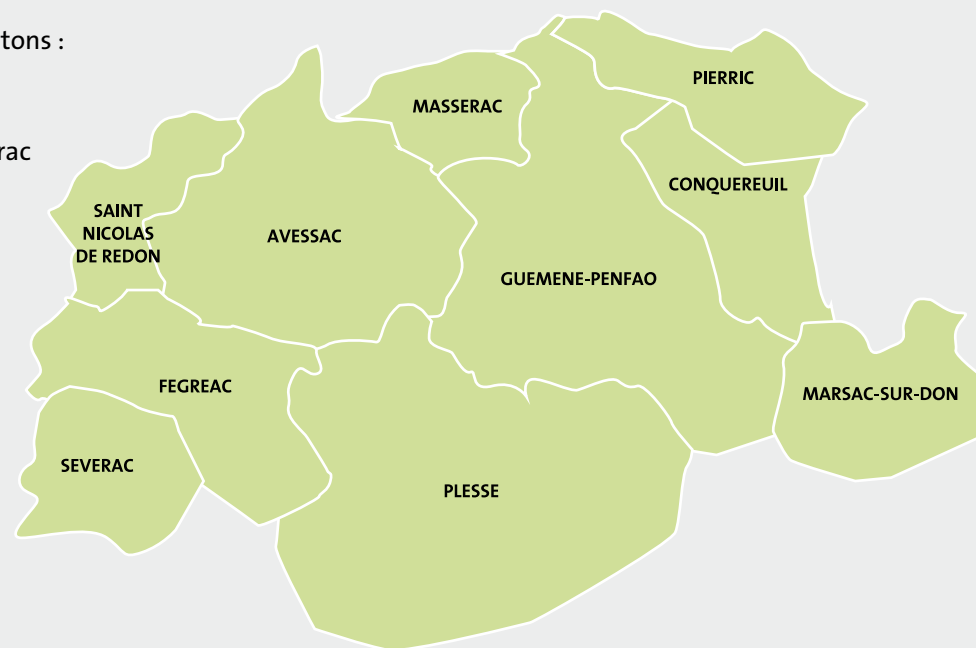 tons :
rac
PIERRIC
MASSERAC
CONQUEREUIL
SAINT
NICOLAS
DE REDON
AVESSAC
GUEMENE-PENFAO
FEGREAC
MARSAC-SUR-DON
SEVERAC
PLESSE